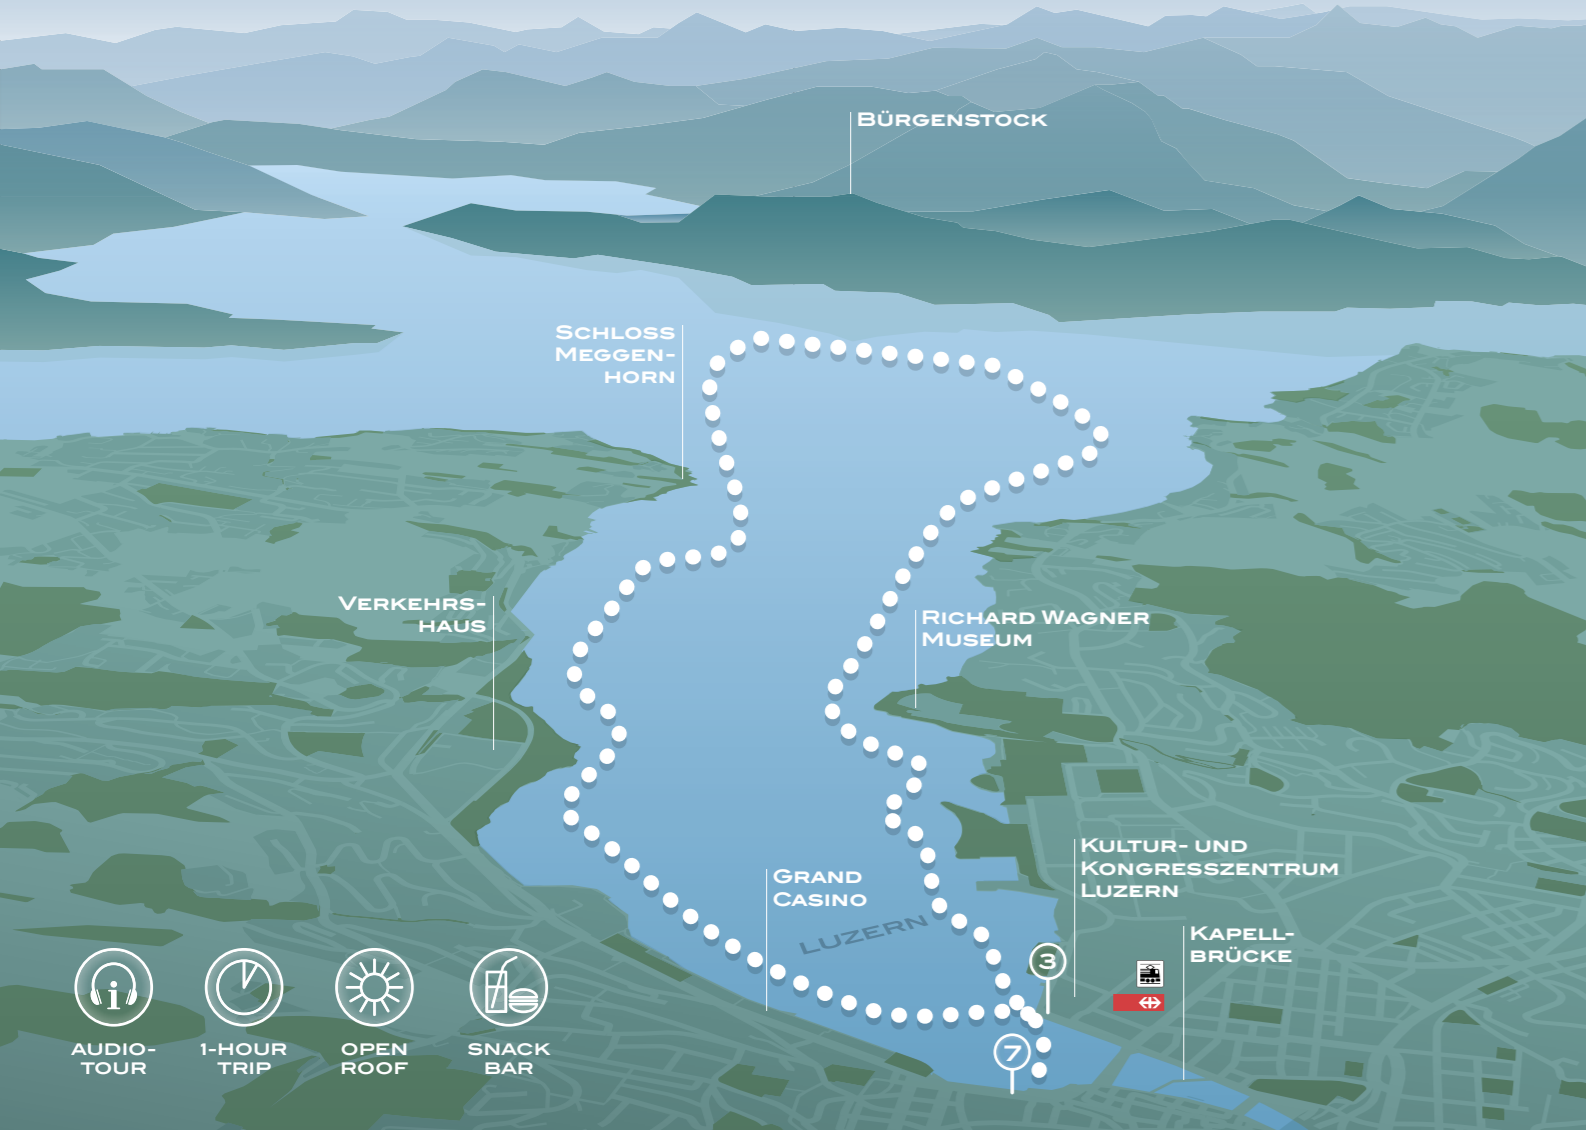 BÜRGENSTOCK
SCHLOSS
MEGGEN-
HORN
VERKEHRS-
HAUS
RICHARD WAGNER
MUSEUM
KULTUR- UND
KONGRESSZENTRUM
LUZERN
GRAND
CASINO
LUZERN
KAPELL-
BRÜCKE
3
7
i
AUDIO-
TOUR
1-HOUR
TRIP
OPEN
ROOF
SNACK
BAR